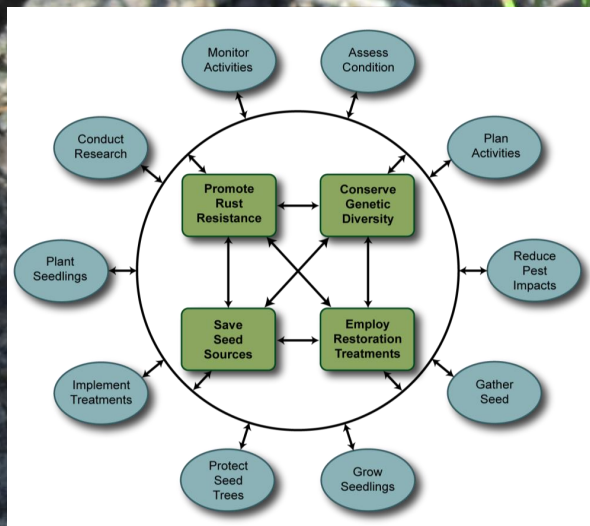 Monitor
Activities
Assess
Condition
Conduct
Research
Plan
Activities
Promote
Rust
Resistance
Conserve
Genetic
Diversity
Plant
Seedlings
Reduce
Pest
Impacts
Save
Seed
Sources
Employ
Restoration
Treatments
Implement
Treatments
Gather
Seed
Protect
Seed
Trees
Grow
Seedlings